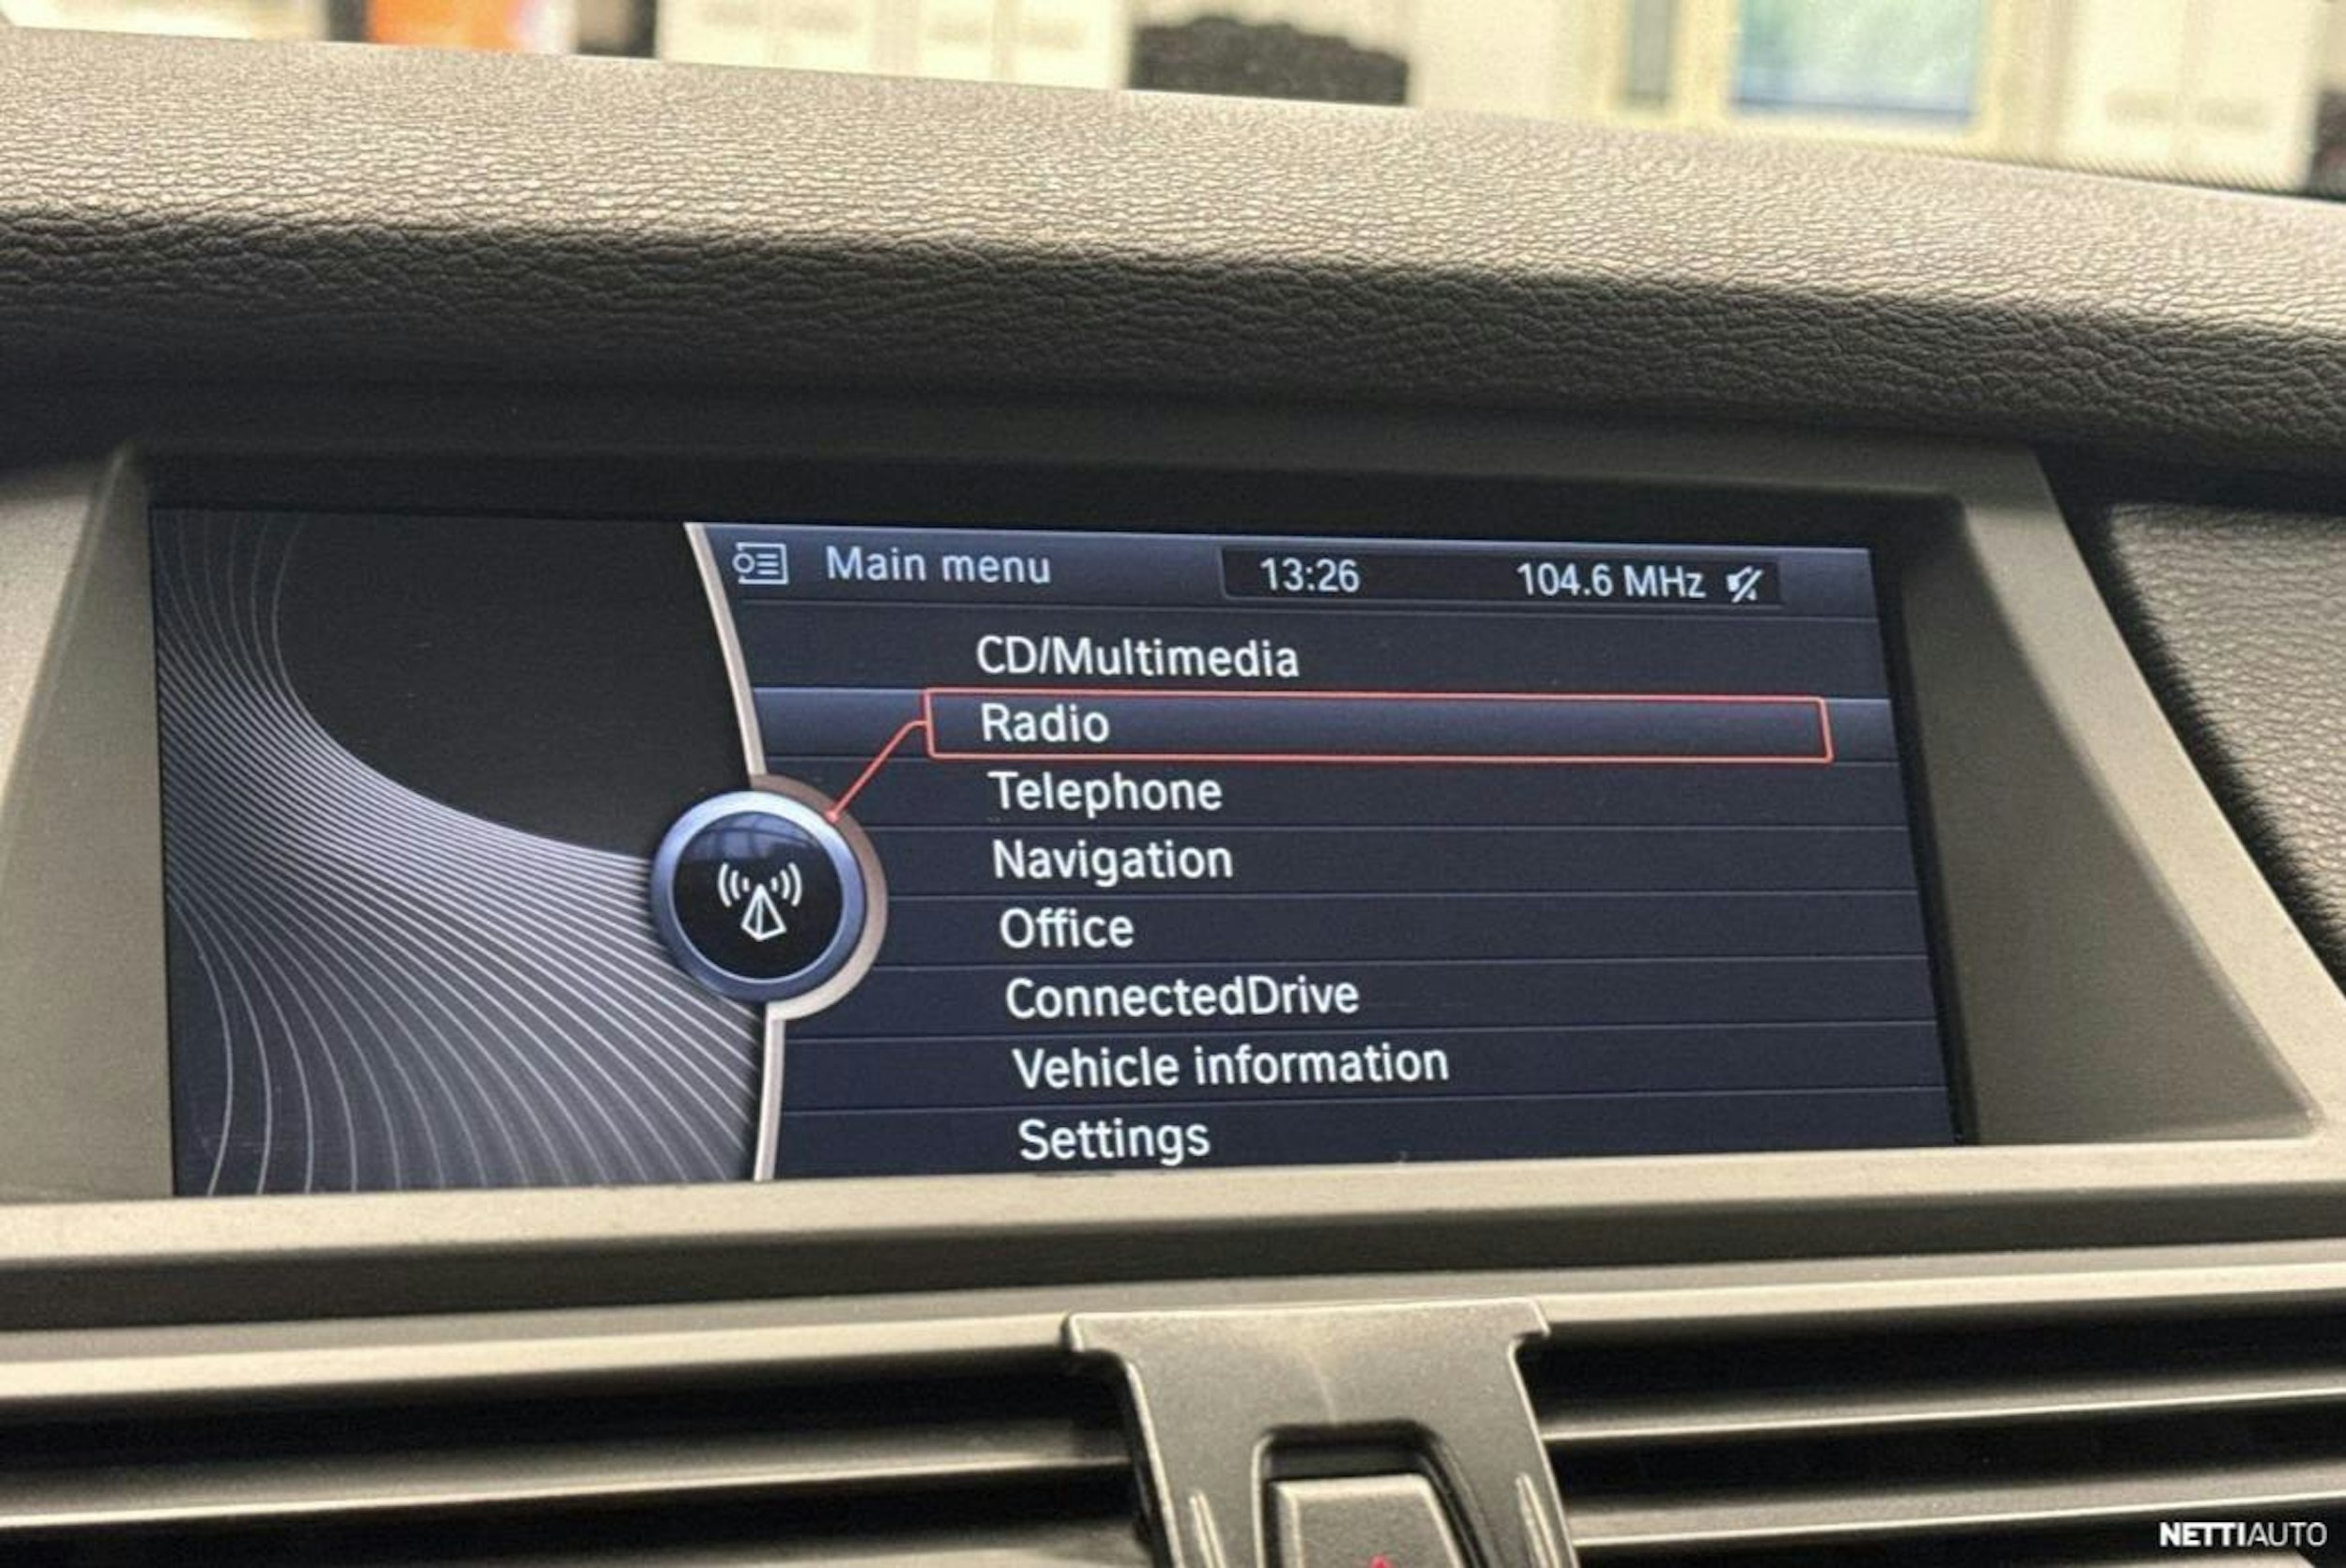 Main menu 13:26 104.6 MHz
CD/Multimedia
Radio
Telephone
Navigation
Office
ConnectedDrive
Vehicle information
Settings
NETTIAUTO